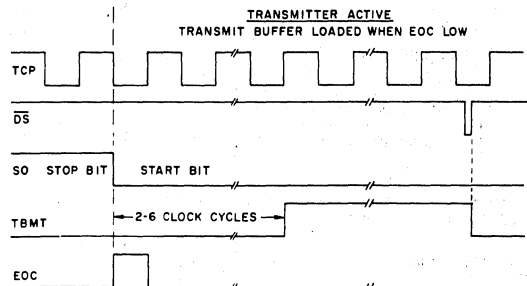 TRANSMITTER ACTIVE
TRANSMIT BUFFER LOADED WHEN EOC LOW
TCP
DS
SO STOP BIT START BIT
2-6 CLOCK CYCLES
TBMT
EOC